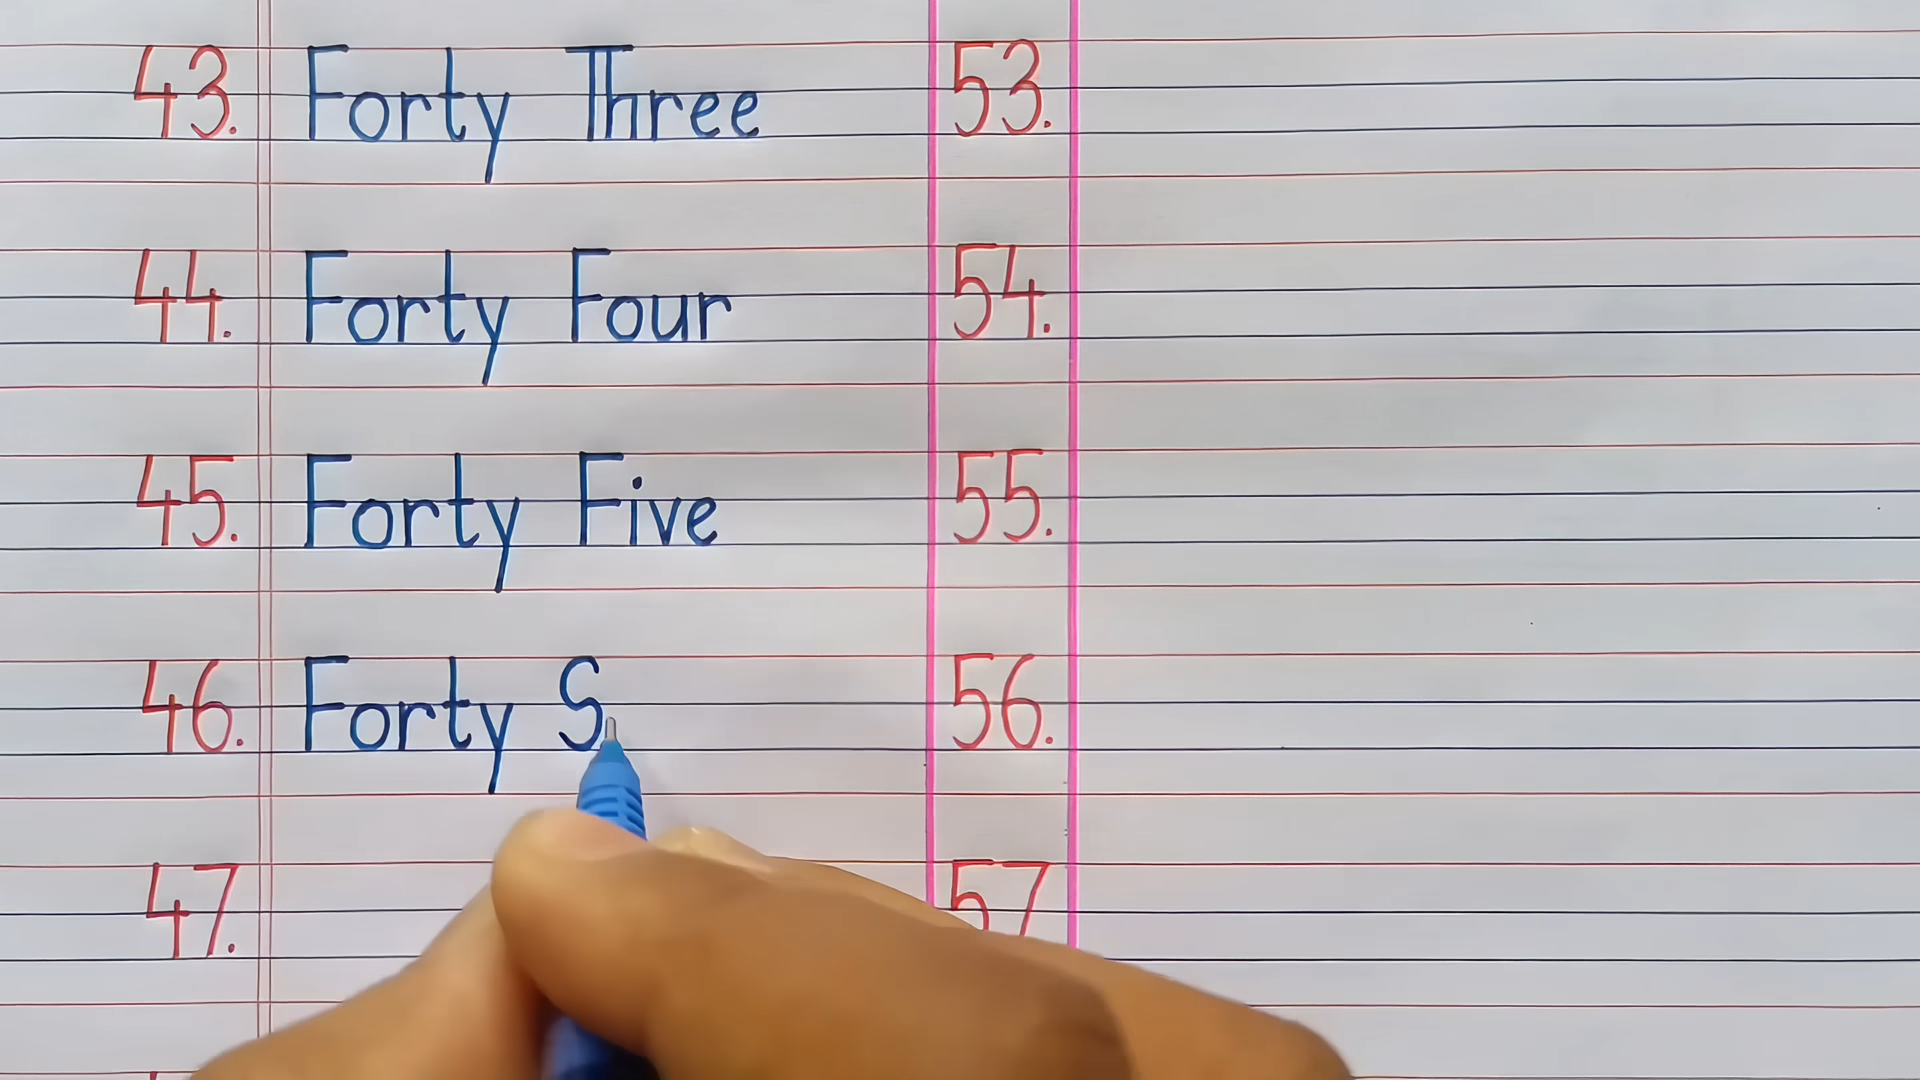 43. Forty Three 53.
44. Forty Four 54.
45. Forty Five 55.
46. Forty S 56.
47. 57